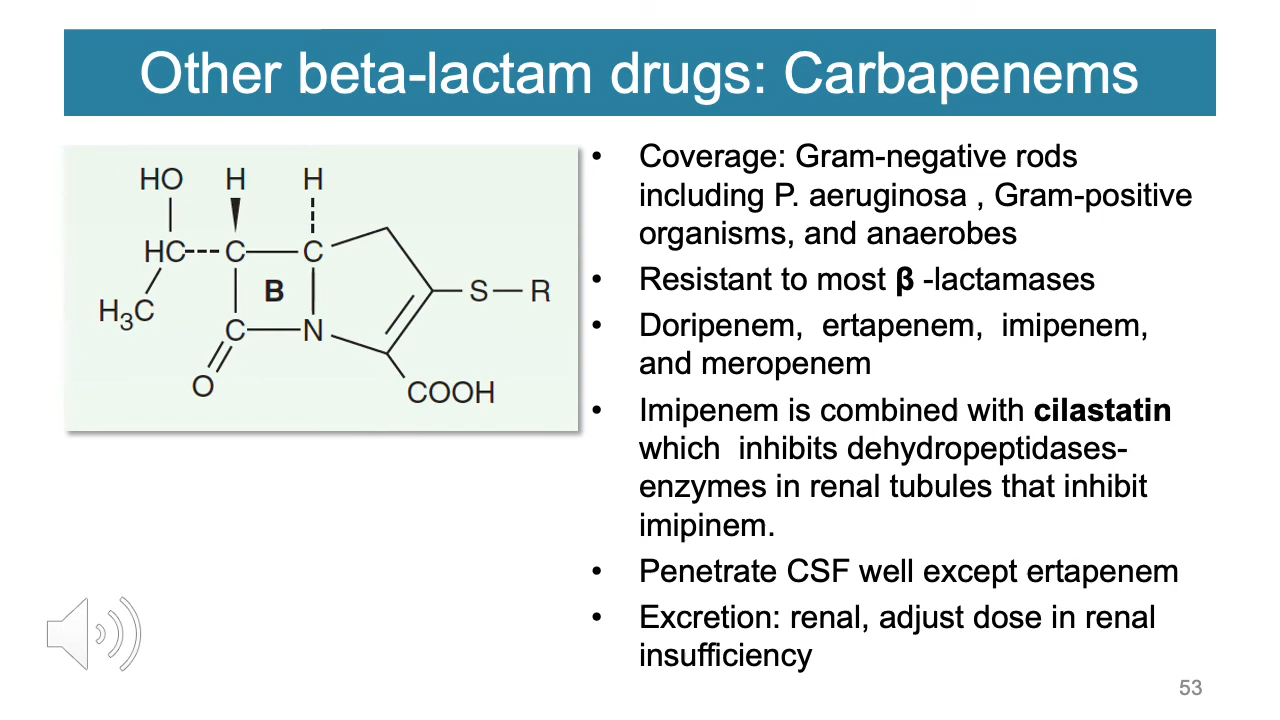 Other beta-lactam drugs: Carbapenems
HO H H
HC C C
B S R
H3C
C N
O COOH
• Coverage: Gram-negative rods
including P. aeruginosa , Gram-positive
organisms, and anaerobes
• Resistant to most β -lactamases
• Doripenem, ertapenem, imipenem,
and meropenem
• Imipenem is combined with cilastatin
which inhibits dehydropeptidases-
enzymes in renal tubules that inhibit
imipinem.
• Penetrate CSF well except ertapenem
• Excretion: renal, adjust dose in renal
insufficiency
53